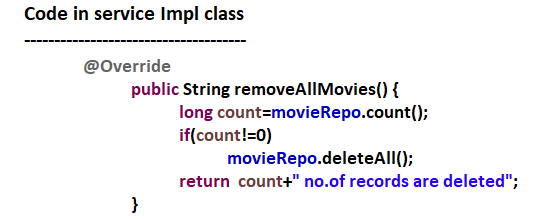 Code in service Impl class
-------------------------------------
@Override
public String removeAllMovies() {
long count=movieRepo.count();
if(count!=0)
movieRepo.deleteAll();
return count+" no.of records are deleted";
}